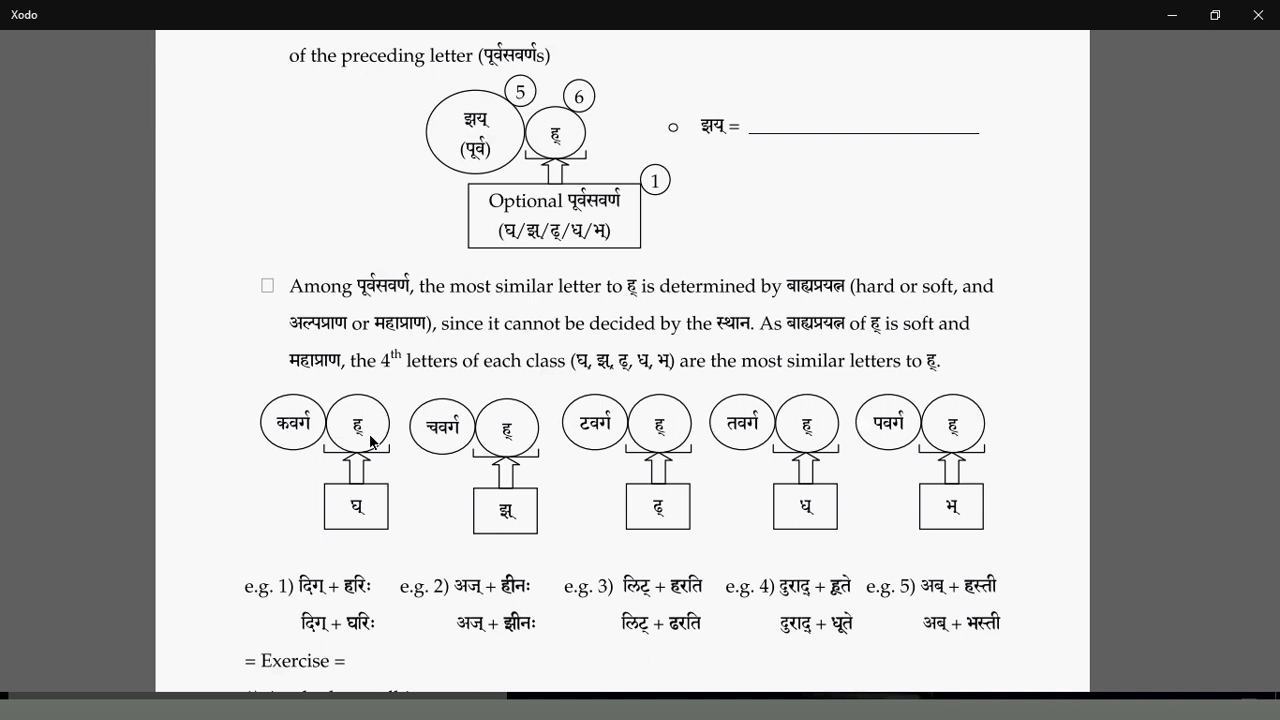 Xodo
of the preceding letter (पूर्वसवर्णs)
5
6
झय्
(पूर्व)
ह्
○ झय् = ____________________
1
Optional पूर्वसवर्ण
(घ्/झ्/ढ्/ध्/भ्)
□ Among पूर्वसवर्ण, the most similar letter to ह् is determined by बाह्यप्रयत्न (hard or soft, and
अल्पप्राण or महाप्राण), since it cannot be decided by the स्थान. As बाह्यप्रयत्न of ह् is soft and
महाप्राण, the 4th letters of each class (घ्, झ्, ढ्, ध्, भ्) are the most similar letters to ह्.
कवर्ग ह् चवर्ग ह् टवर्ग ह् तवर्ग ह् पवर्ग ह्
घ् झ् ढ् ध् भ्
e.g. 1) दिग् + हरिः e.g. 2) अज् + हीनः e.g. 3) लिट् + हरति e.g. 4) दुराद् + हूते e.g. 5) अब् + हस्ती
दिग् + घरिः अज् + झीनः लिट् + ढरति दुराद् + धूते अब् + भस्ती
= Exercise =